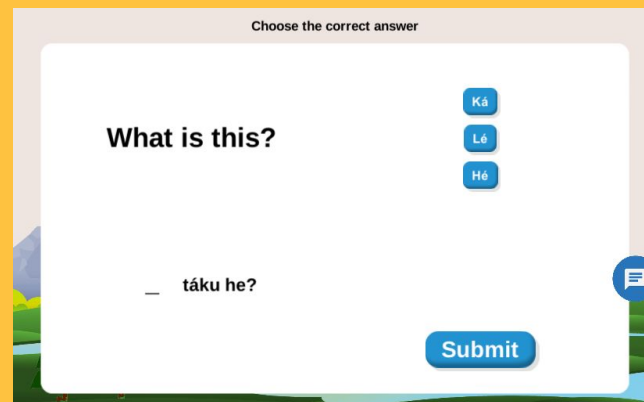 Choose the correct answer
What is this?
Ká
Lé
Hé
_ táku he?
Submit